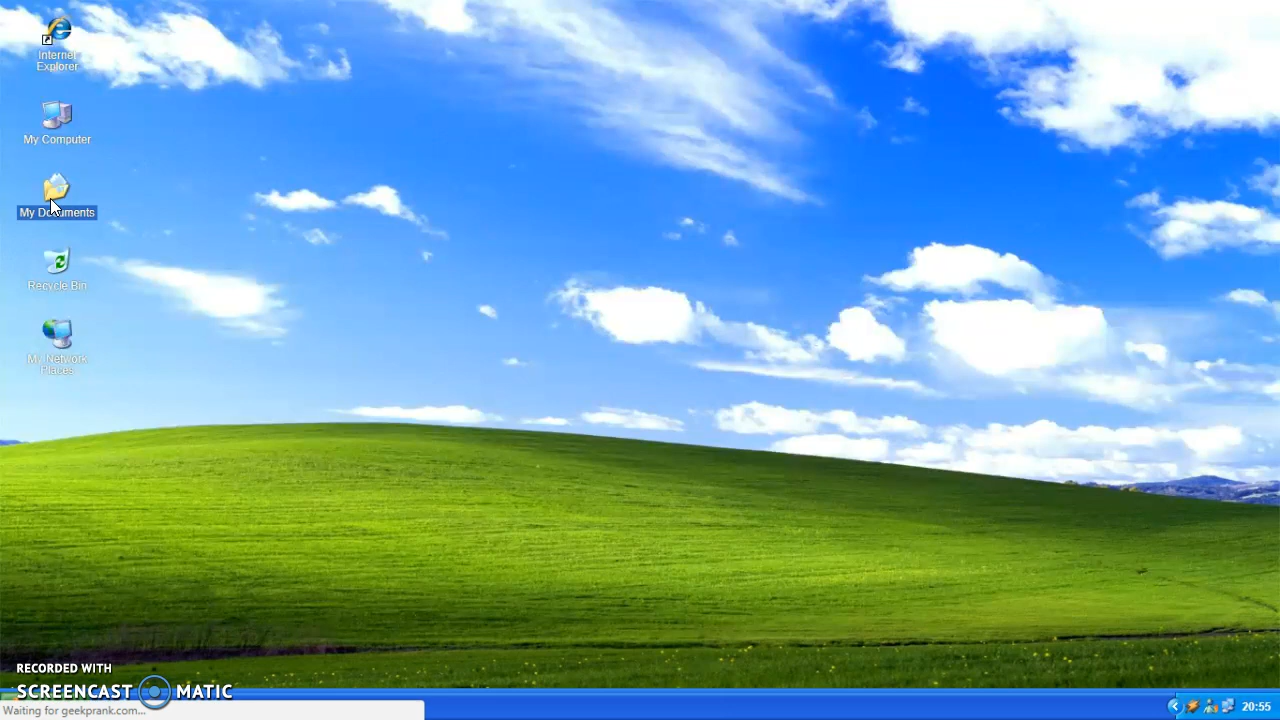 Internet
Explorer
My Computer
My Documents
Recycle Bin
My Network
Places
RECORDED WITH
SCREENCAST MATIC
Waiting for geekprank.com...
20:55